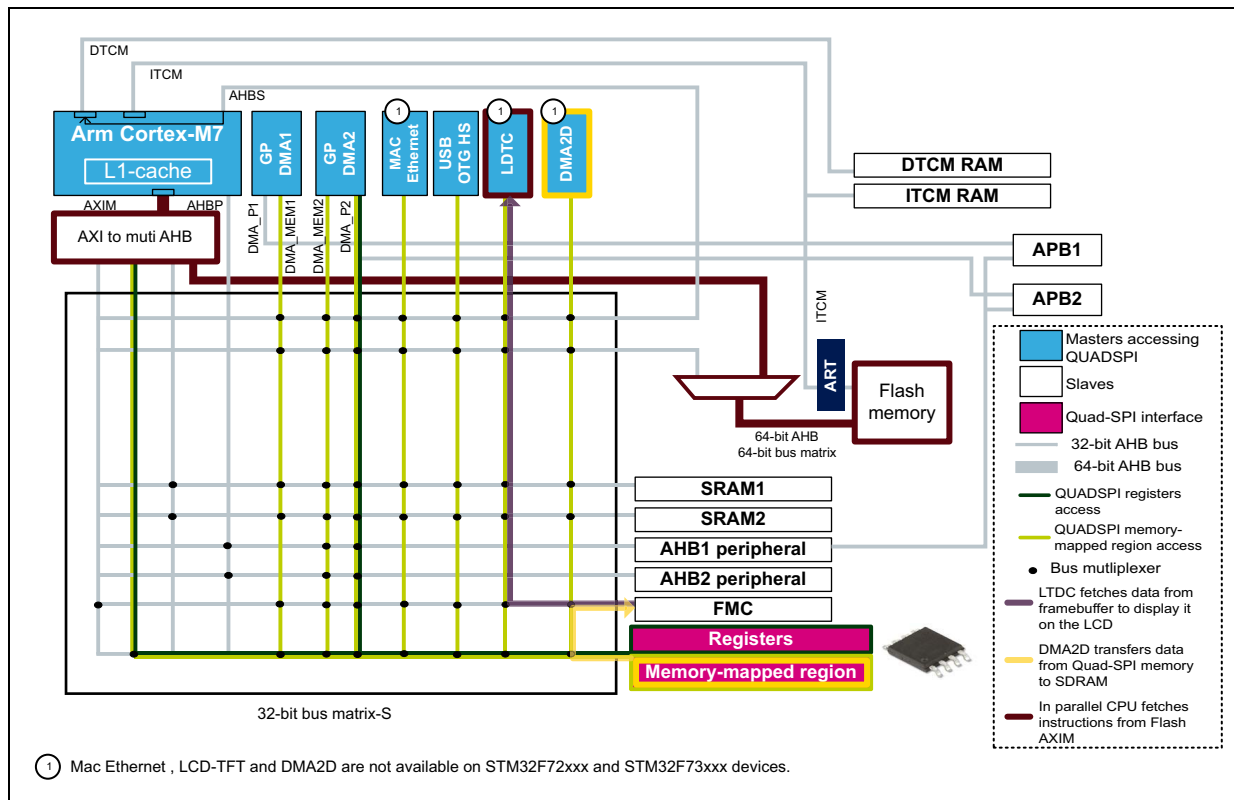 DTCM
ITCM
AHBS
Arm Cortex-M7
L1-cache
GP
DMA1
GP
DMA2
1
MAC
Ethernet
USB
OTG HS
1
LDTC
1
DMA2D
DTCM RAM
ITCM RAM
AXIM
AHBP
DMA_P1
DMA_MEM1
DMA_MEM2
DMA_P2
AXI to muti AHB
APB1
APB2
ITCM
ART
Flash
memory
64-bit AHB
64-bit bus matrix
SRAM1
SRAM2
AHB1 peripheral
AHB2 peripheral
FMC
Registers
Memory-mapped region
32-bit bus matrix-S
Masters accessing
QUADSPI
Slaves
Quad-SPI interface
32-bit AHB bus
64-bit AHB bus
QUADSPI registers
access
QUADSPI memory-
mapped region access
Bus mutliplexer
LTDC fetches data from
framebuffer to display it
on the LCD
DMA2D transfers data
from Quad-SPI memory
to SDRAM
In parallel CPU fetches
instructions from Flash
AXIM
1 Mac Ethernet , LCD-TFT and DMA2D are not available on STM32F72xxx and STM32F73xxx devices.